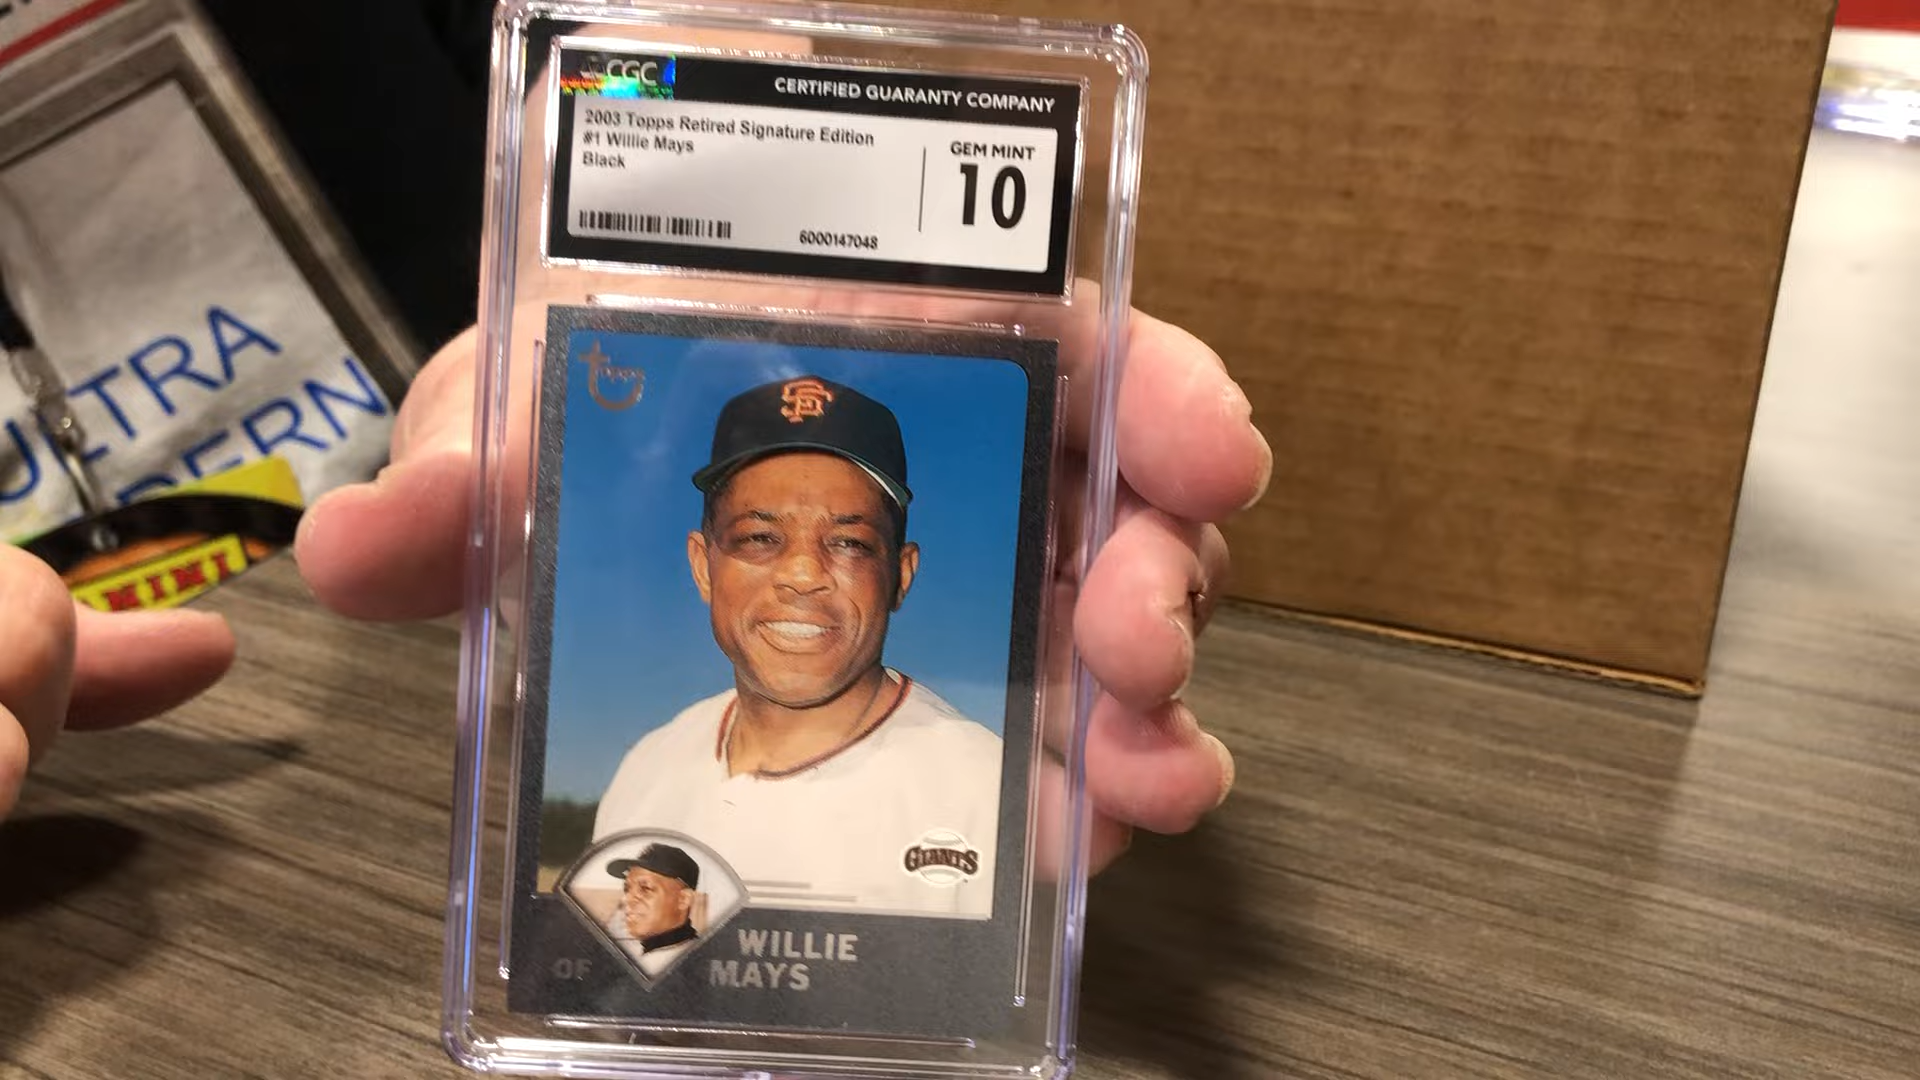 CGC
CERTIFIED GUARANTY COMPANY
2003 Topps Retired Signature Edition
#1 Willie Mays
Black
GEM MINT
10
6000147048
Topps
SF
GIANTS
WILLIE
MAYS
OF
ULTRA